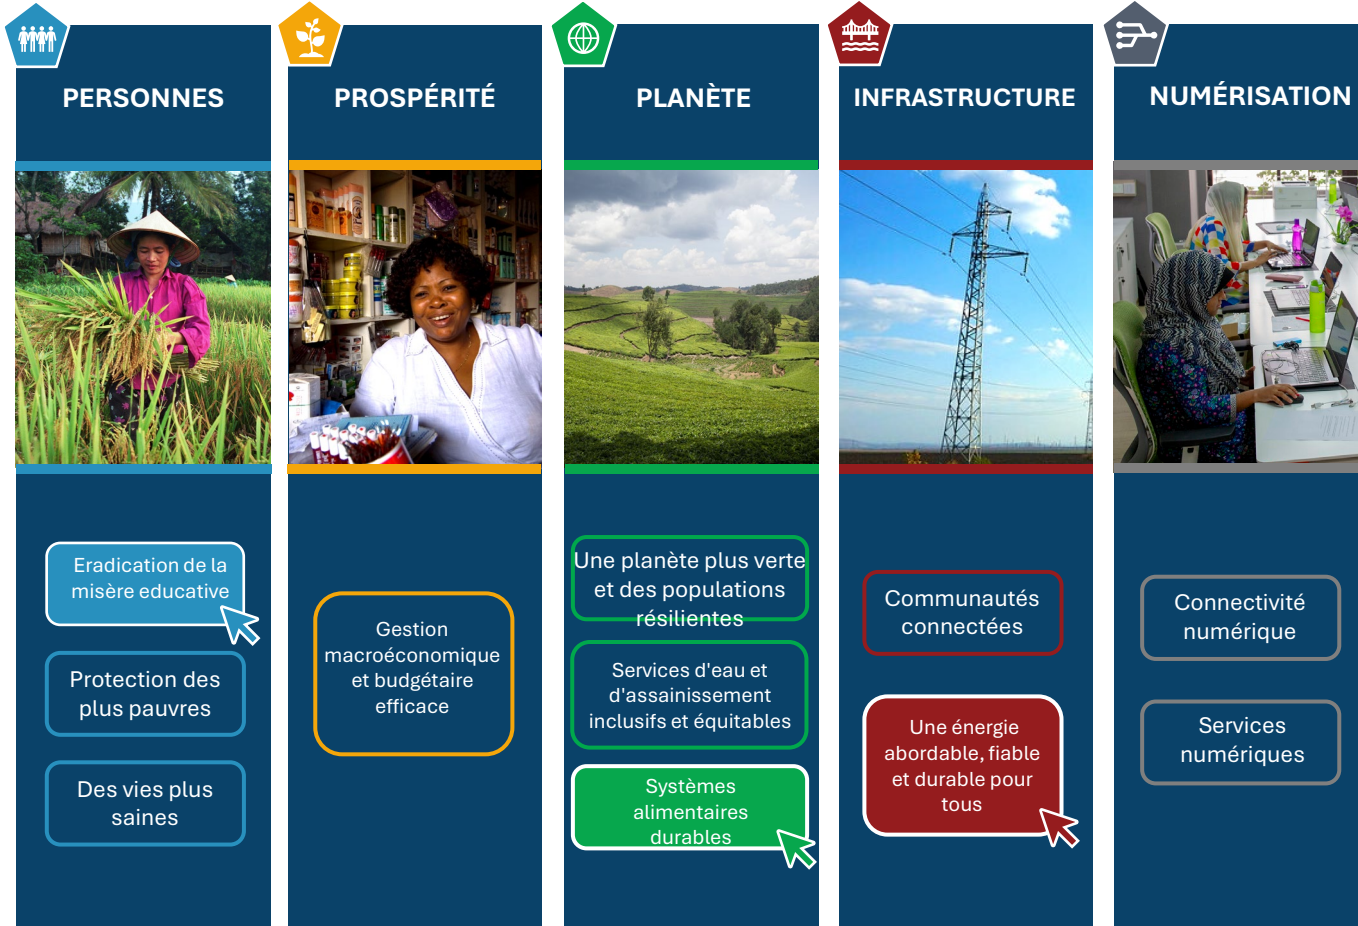 PERSONNES
Eradication de la
misère educative
Protection des
plus pauvres
Des vies plus
saines
PROSPÉRITÉ
Gestion
macroéconomique
et budgétaire
efficace
PLANÈTE
Une planète plus verte
et des populations
résilientes
Services d'eau et
d'assainissement
inclusifs et équitables
Systèmes
alimentaires
durables
INFRASTRUCTURE
Communautés
connectées
Une énergie
abordable, fiable
et durable pour
tous
NUMÉRISATION
Connectivité
numérique
Services
numériques